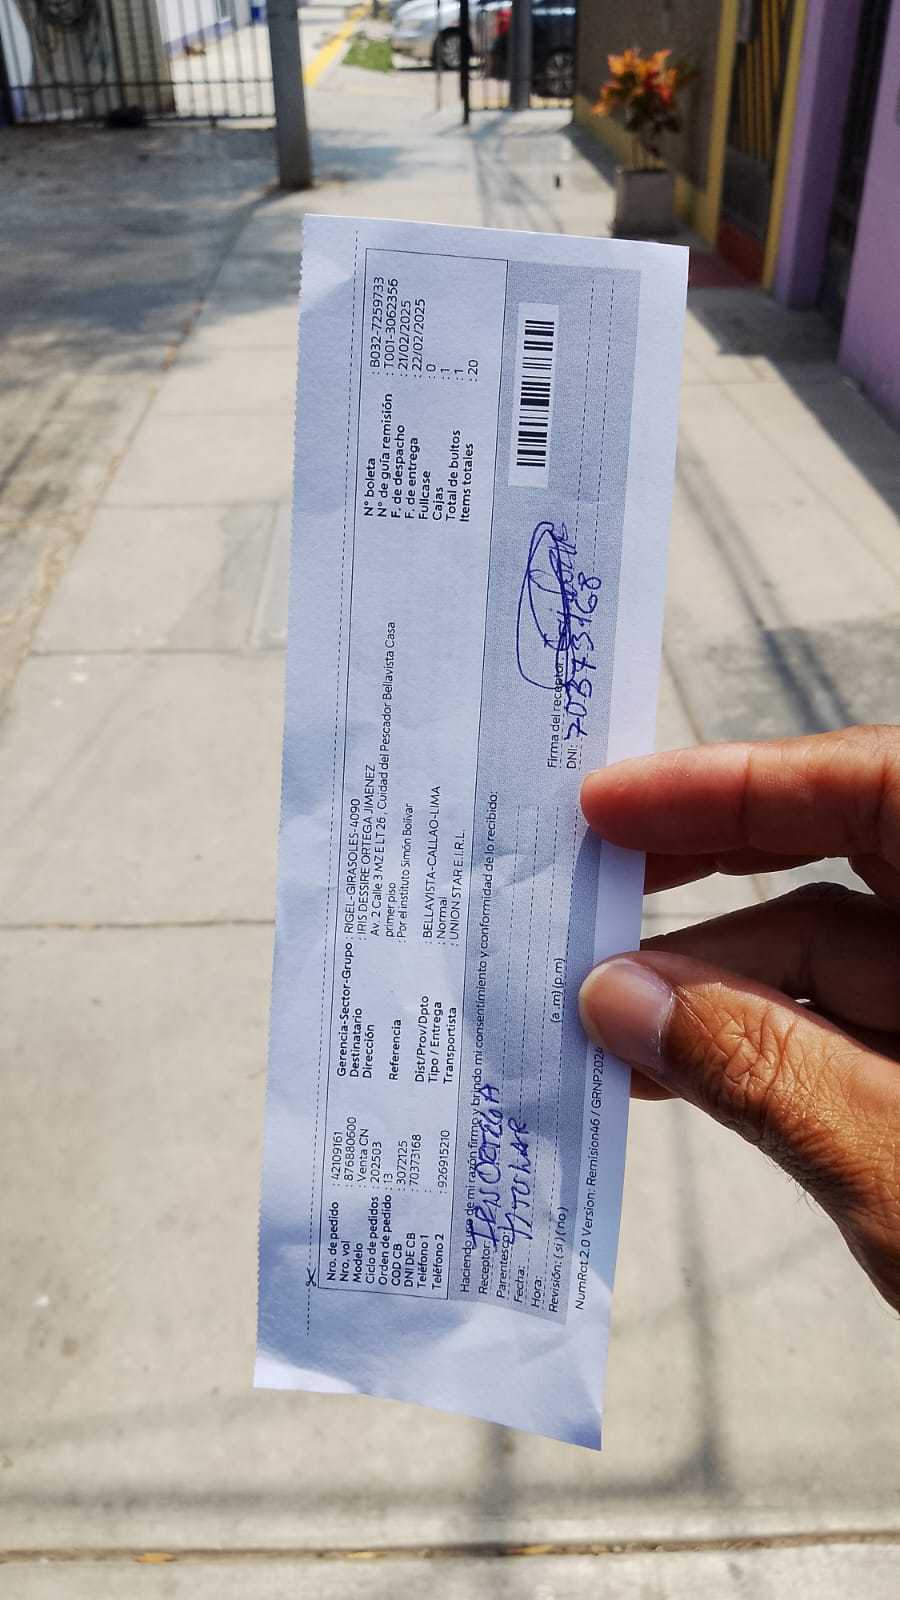 Nro. de pedido : 42109161
Nro. vol : 876880600
Modelo : Venta CN
Ciclo de pedidos : 202503
Orden de pedido : 13
COD CB : 3072125
DNI DE CB : 70373168
Teléfono 1 :
Teléfono 2 : 926915210
Gerencia-Sector-Grupo : RIGEL-GIRASOLES-4090
Destinatario : IRIS DESSIRE ORTEGA JIMENEZ
Dirección Av. 2 Calle 3 MZ E LT 26 , Cuidad del Pescador Bellavista Casa
primer piso
Referencia : Por el instituto Simón Bolivar
Dist/Prov/Dpto : BELLAVISTA-CALLAO-LIMA
Tipo / Entrega : Normal
Transportista : UNION STAR E.I.R.L.
N° boleta : B032-7259733
N° de guía remisión : T001-3062356
F. de despacho : 21/02/2025
F. de entrega : 22/02/2025
Fullcase : 0
Cajas : 1
Total de bultos : 1
Items totales : 20
Haciendo uso de mi razón firmo y brindo mi consentimiento y conformidad de lo recibido:
Receptor: ORTEGA
Parentesco: TITULAR
Fecha:
Hora: (a .m) (p.m)
Revisión: (si) (no)
Firma del receptor:
DNI: 70373168
NumRot 2.0 Version: Remision46 / GRNP202